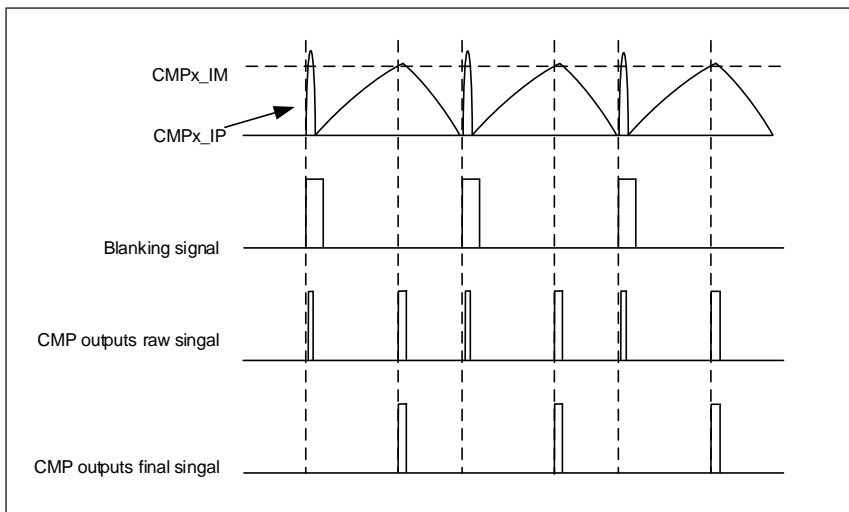 CMPx_IM
CMPx_IP
Blanking signal
CMP outputs raw singal
CMP outputs final singal